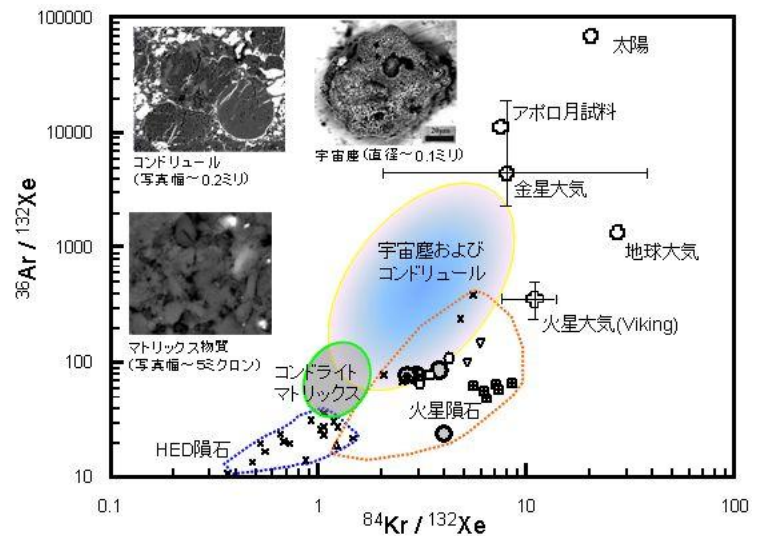 100000
10000
1000
100
10
0.1
1
10
100
36Ar / 132Xe
84Kr / 132Xe
コンドリュール
(写真幅〜0.2ミリ)
20μm
宇宙塵(直径〜0.1ミリ)
マトリックス物質
(写真幅〜5ミクロン)
太陽
アポロ月試料
金星大気
地球大気
火星大気(Viking)
宇宙塵および
コンドリュール
コンドライト
マトリックス
火星隕石
HED隕石